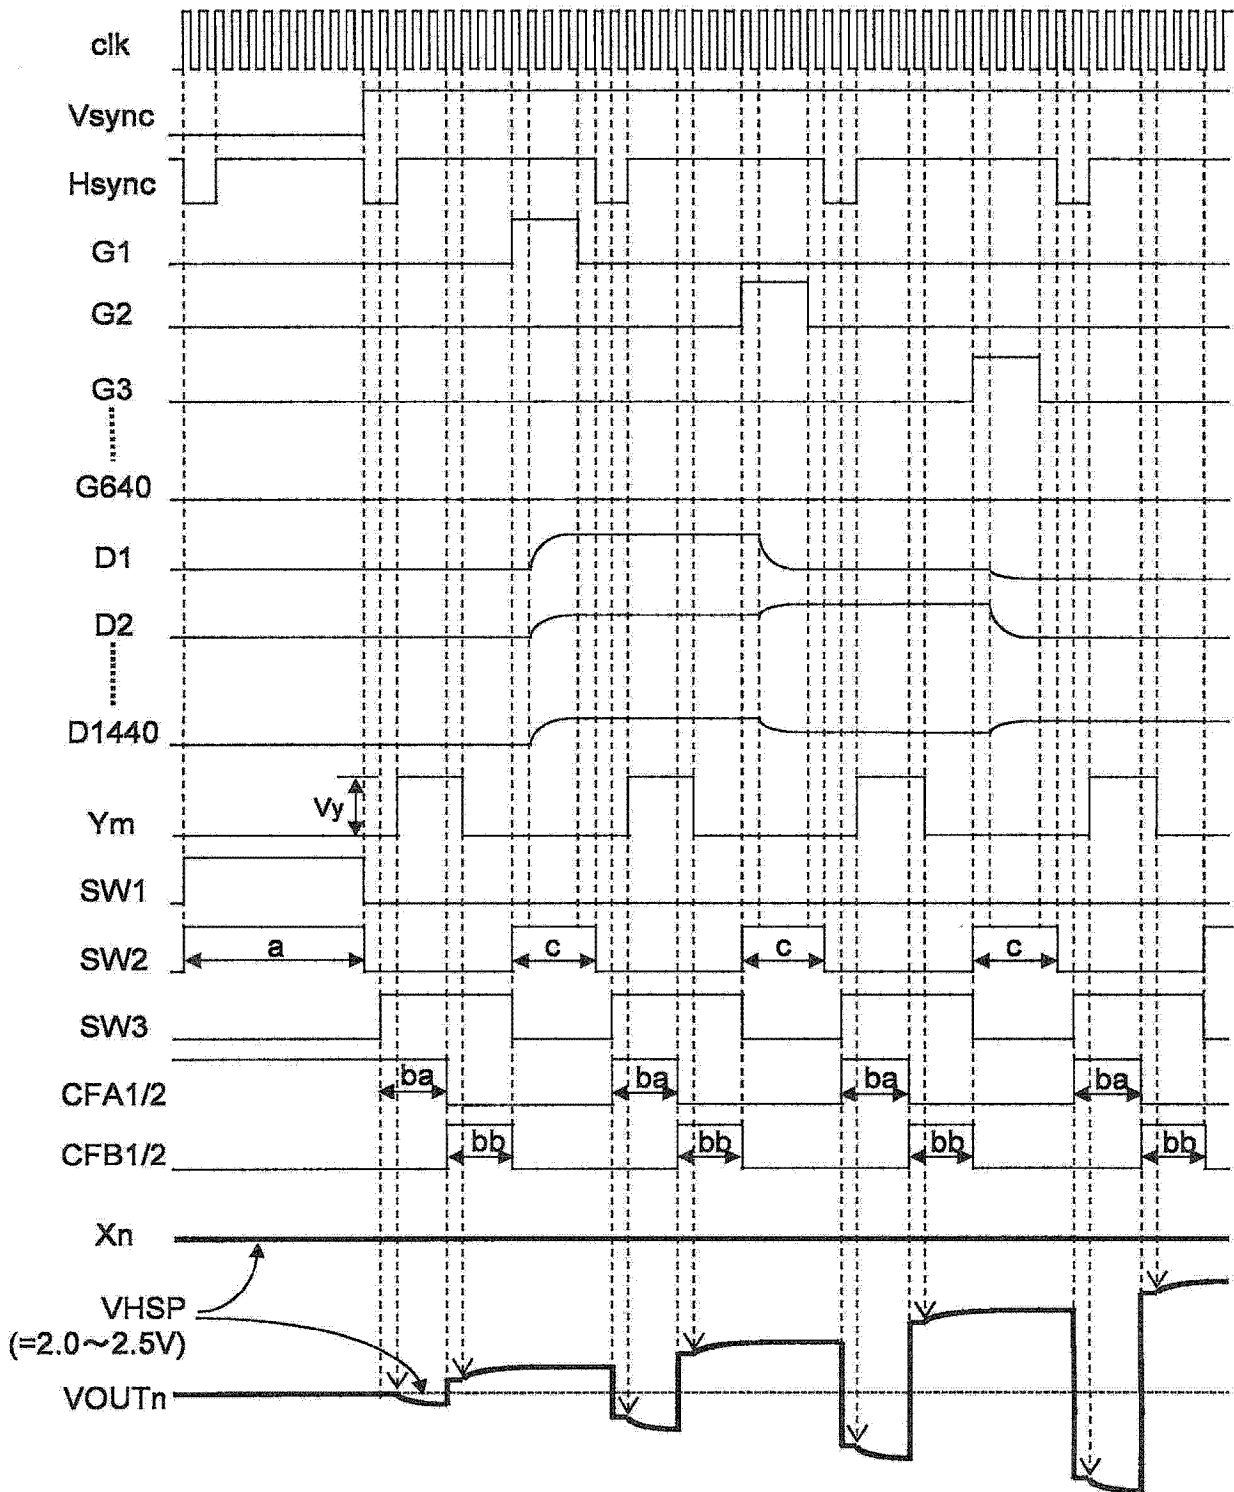 clk
Vsync
Hsync
G1
G2
G3
G640
D1
D2
D1440
Vy
Ym
SW1
SW2 a c c c
SW3
CFA1/2 ba ba ba ba
CFB1/2 bb bb bb bb
Xn
VHSP
(=2.0～2.5V)
VOUTn